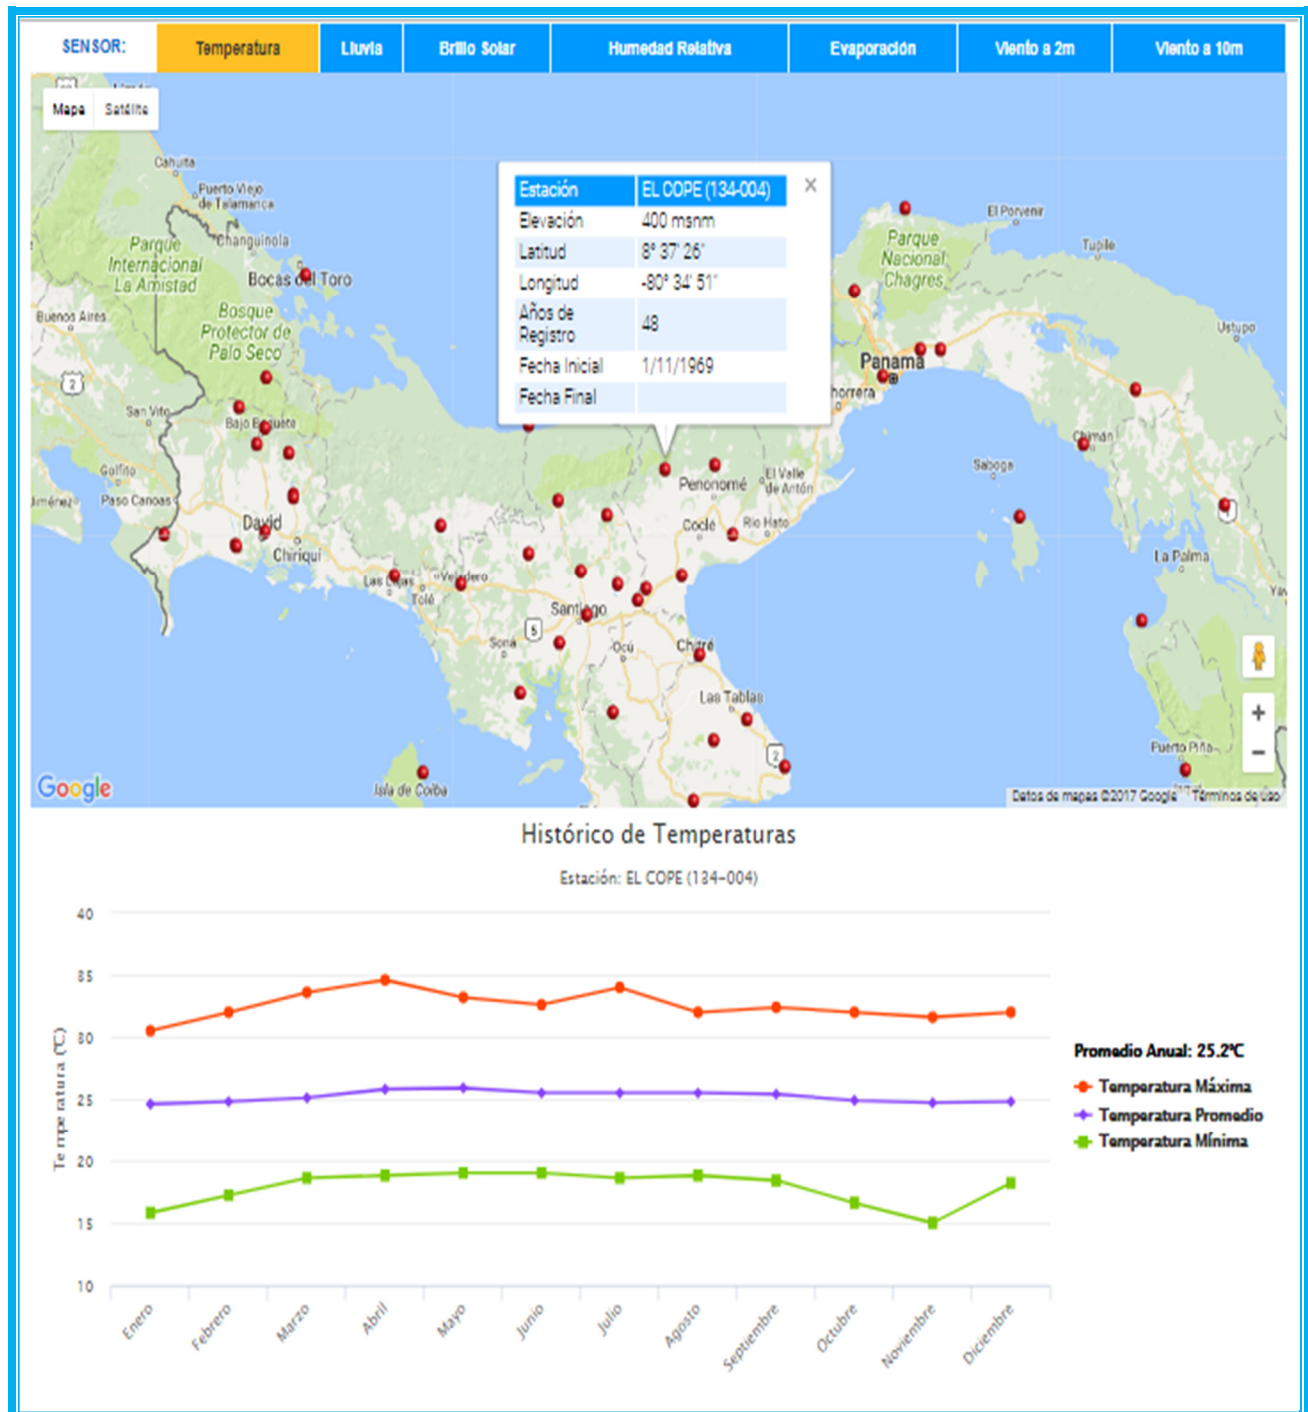 SENSOR: Temperatura Lluvia Brillo Solar Humedad Relativa Evaporación Viento a 2m Viento a 10m
Mapa Satélite
Cahuita
Puerto Viejo
de Talamanca
Changuinola
Parque
Internacional
La Amistad
Bocas del Toro
Buenos Aires
Bosque
Protector de
Palo Seco
2
San Vito
Bajo Boquete
Golfito
Jiménez
Paso Canoas
David
Chiriquí
Las Lajas
Tolé
Veladero
Santiago
5
Soná
Ocú
Chitré
Las Tablas
2
Isla de Coiba
Estación EL COPE (134-004)
Elevación 400 msnm
Latitud 8° 37' 26"
Longitud -80° 34' 51"
Años de
Registro 48
Fecha Inicial 1/11/1969
Fecha Final
×
El Porvenir
Parque
Nacional
Chagres
Tupile
Ustupo
Panamá
horrera
Chimán
Saboga
Penonomé
El Valle
de Antón
Coclé
Río Hato
1
La Palma
Yav
Puerto Piña
+
−
Google
Datos de mapas ©2017 Google Términos de uso
Histórico de Temperaturas
Estación: EL COPE (134-004)
Temperatura (°C)
40
35
30
25
20
15
10
Enero Febrero Marzo Abril Mayo Junio Julio Agosto Septiembre Octubre Noviembre Diciembre
Promedio Anual: 25.2°C
Temperatura Máxima
Temperatura Promedio
Temperatura Mínima